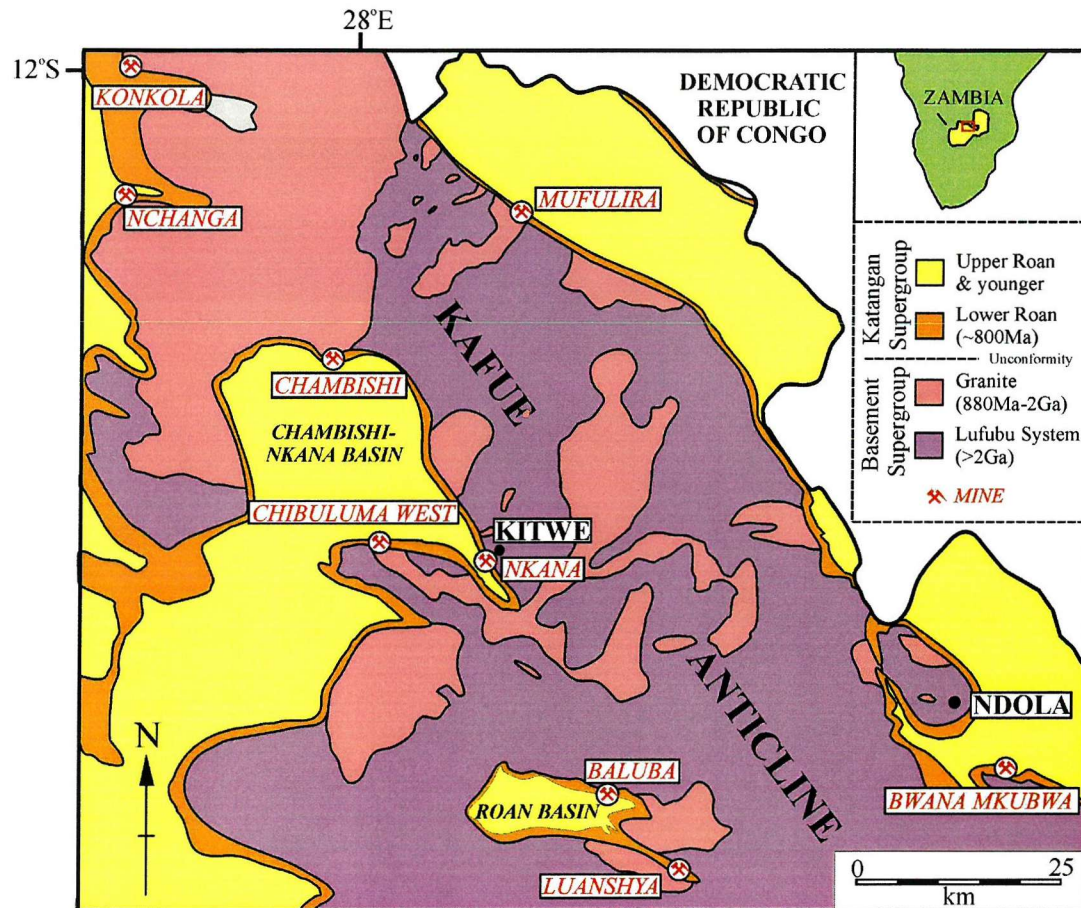 28°E
12°S
KONKOLA
NCHANGA
DEMOCRATIC
REPUBLIC
OF CONGO
ZAMBIA
MUFULIRA
KAFUE
CHAMBISHI
CHAMBISHI-
NKANA BASIN
CHIBULUMA WEST
KITWE
NKANA
Katangan
Supergroup
Upper Roan
& younger
Lower Roan
(~800Ma)
Unconformity
Basement
Supergroup
Granite
(880Ma-2Ga)
Lufubu System
(>2Ga)
MINE
ANTICLINE
NDOLA
N
BALUBA
ROAN BASIN
BWANA MKUBWA
LUANSHYA
0 25
km